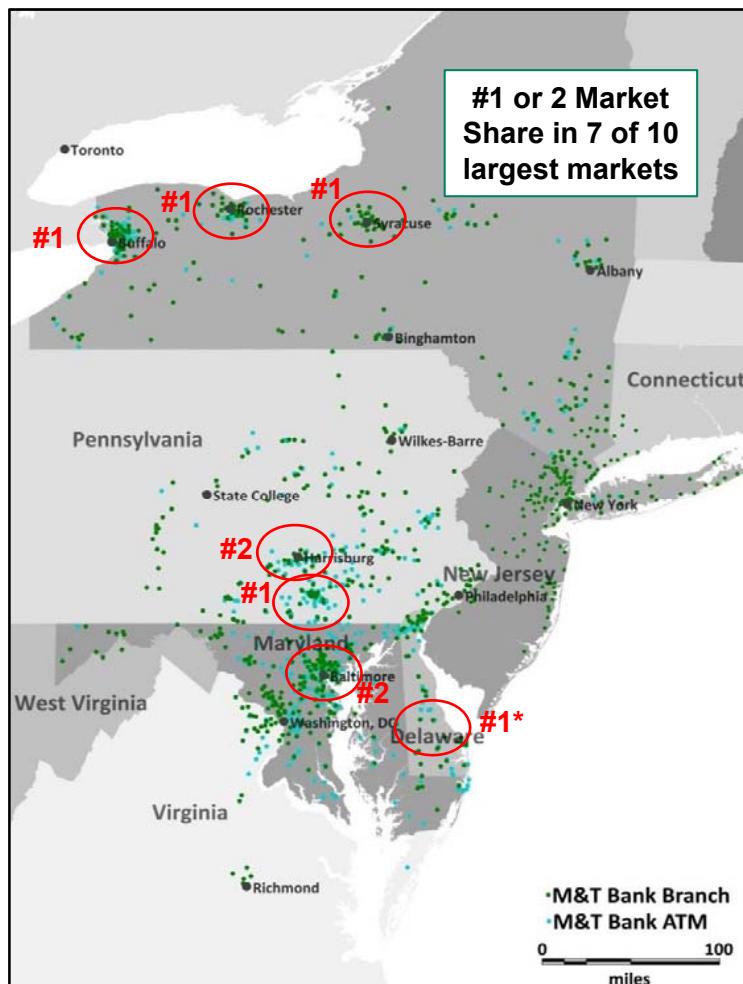 #1 or 2 Market
Share in 7 of 10
largest markets
Toronto
#1
Rochester
#1
Syracuse
#1
Buffalo
Albany
Binghamton
Connecticut
Pennsylvania
Wilkes-Barre
State College
New York
#2
Harrisburg
New Jersey
#1
Philadelphia
Maryland
Baltimore
#2
West Virginia
Washington, DC
#1*
Delaware
Virginia
Richmond
M&T Bank Branch
M&T Bank ATM
0 100
miles